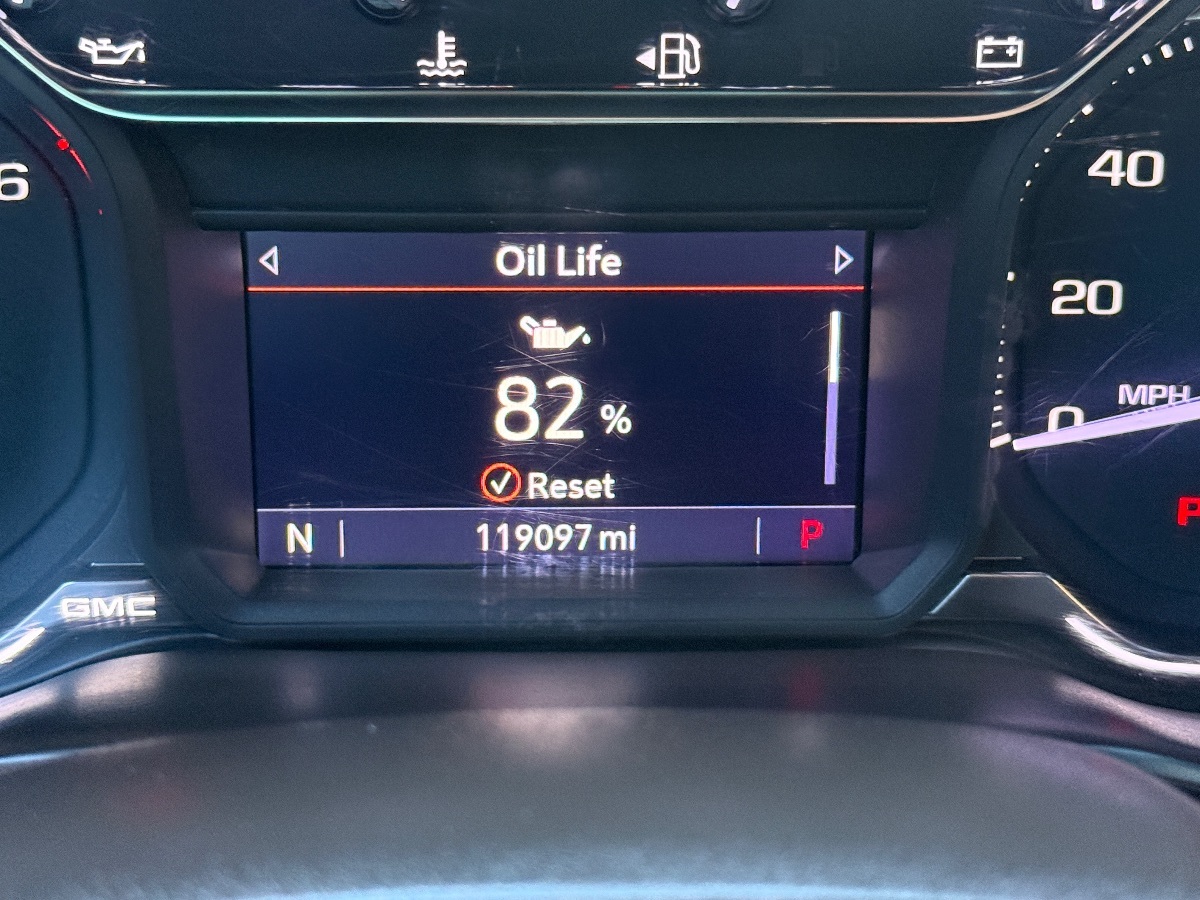 6
40
Oil Life
20
82 %
MPH
0
Reset
P
N 119097 mi P
GMC